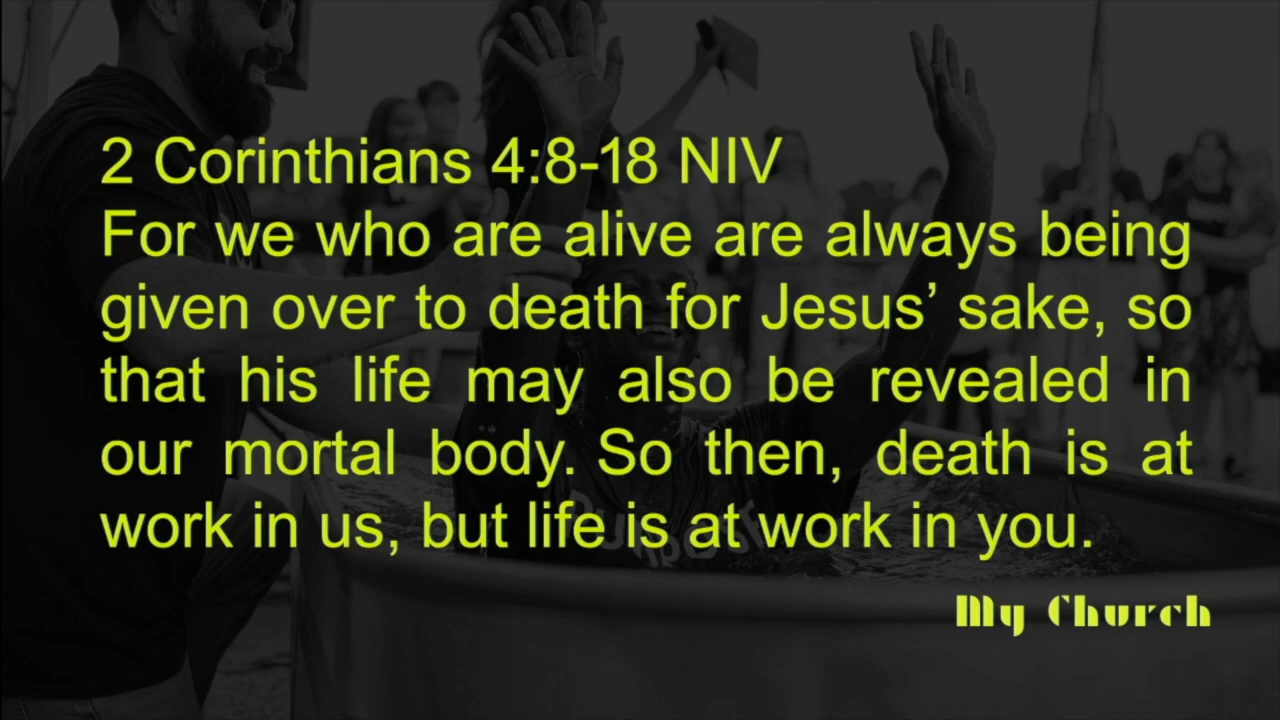 2 Corinthians 4:8-18 NIV
For we who are alive are always being
given over to death for Jesus’ sake, so
that his life may also be revealed in
our mortal body. So then, death is at
work in us, but life is at work in you.
My Church